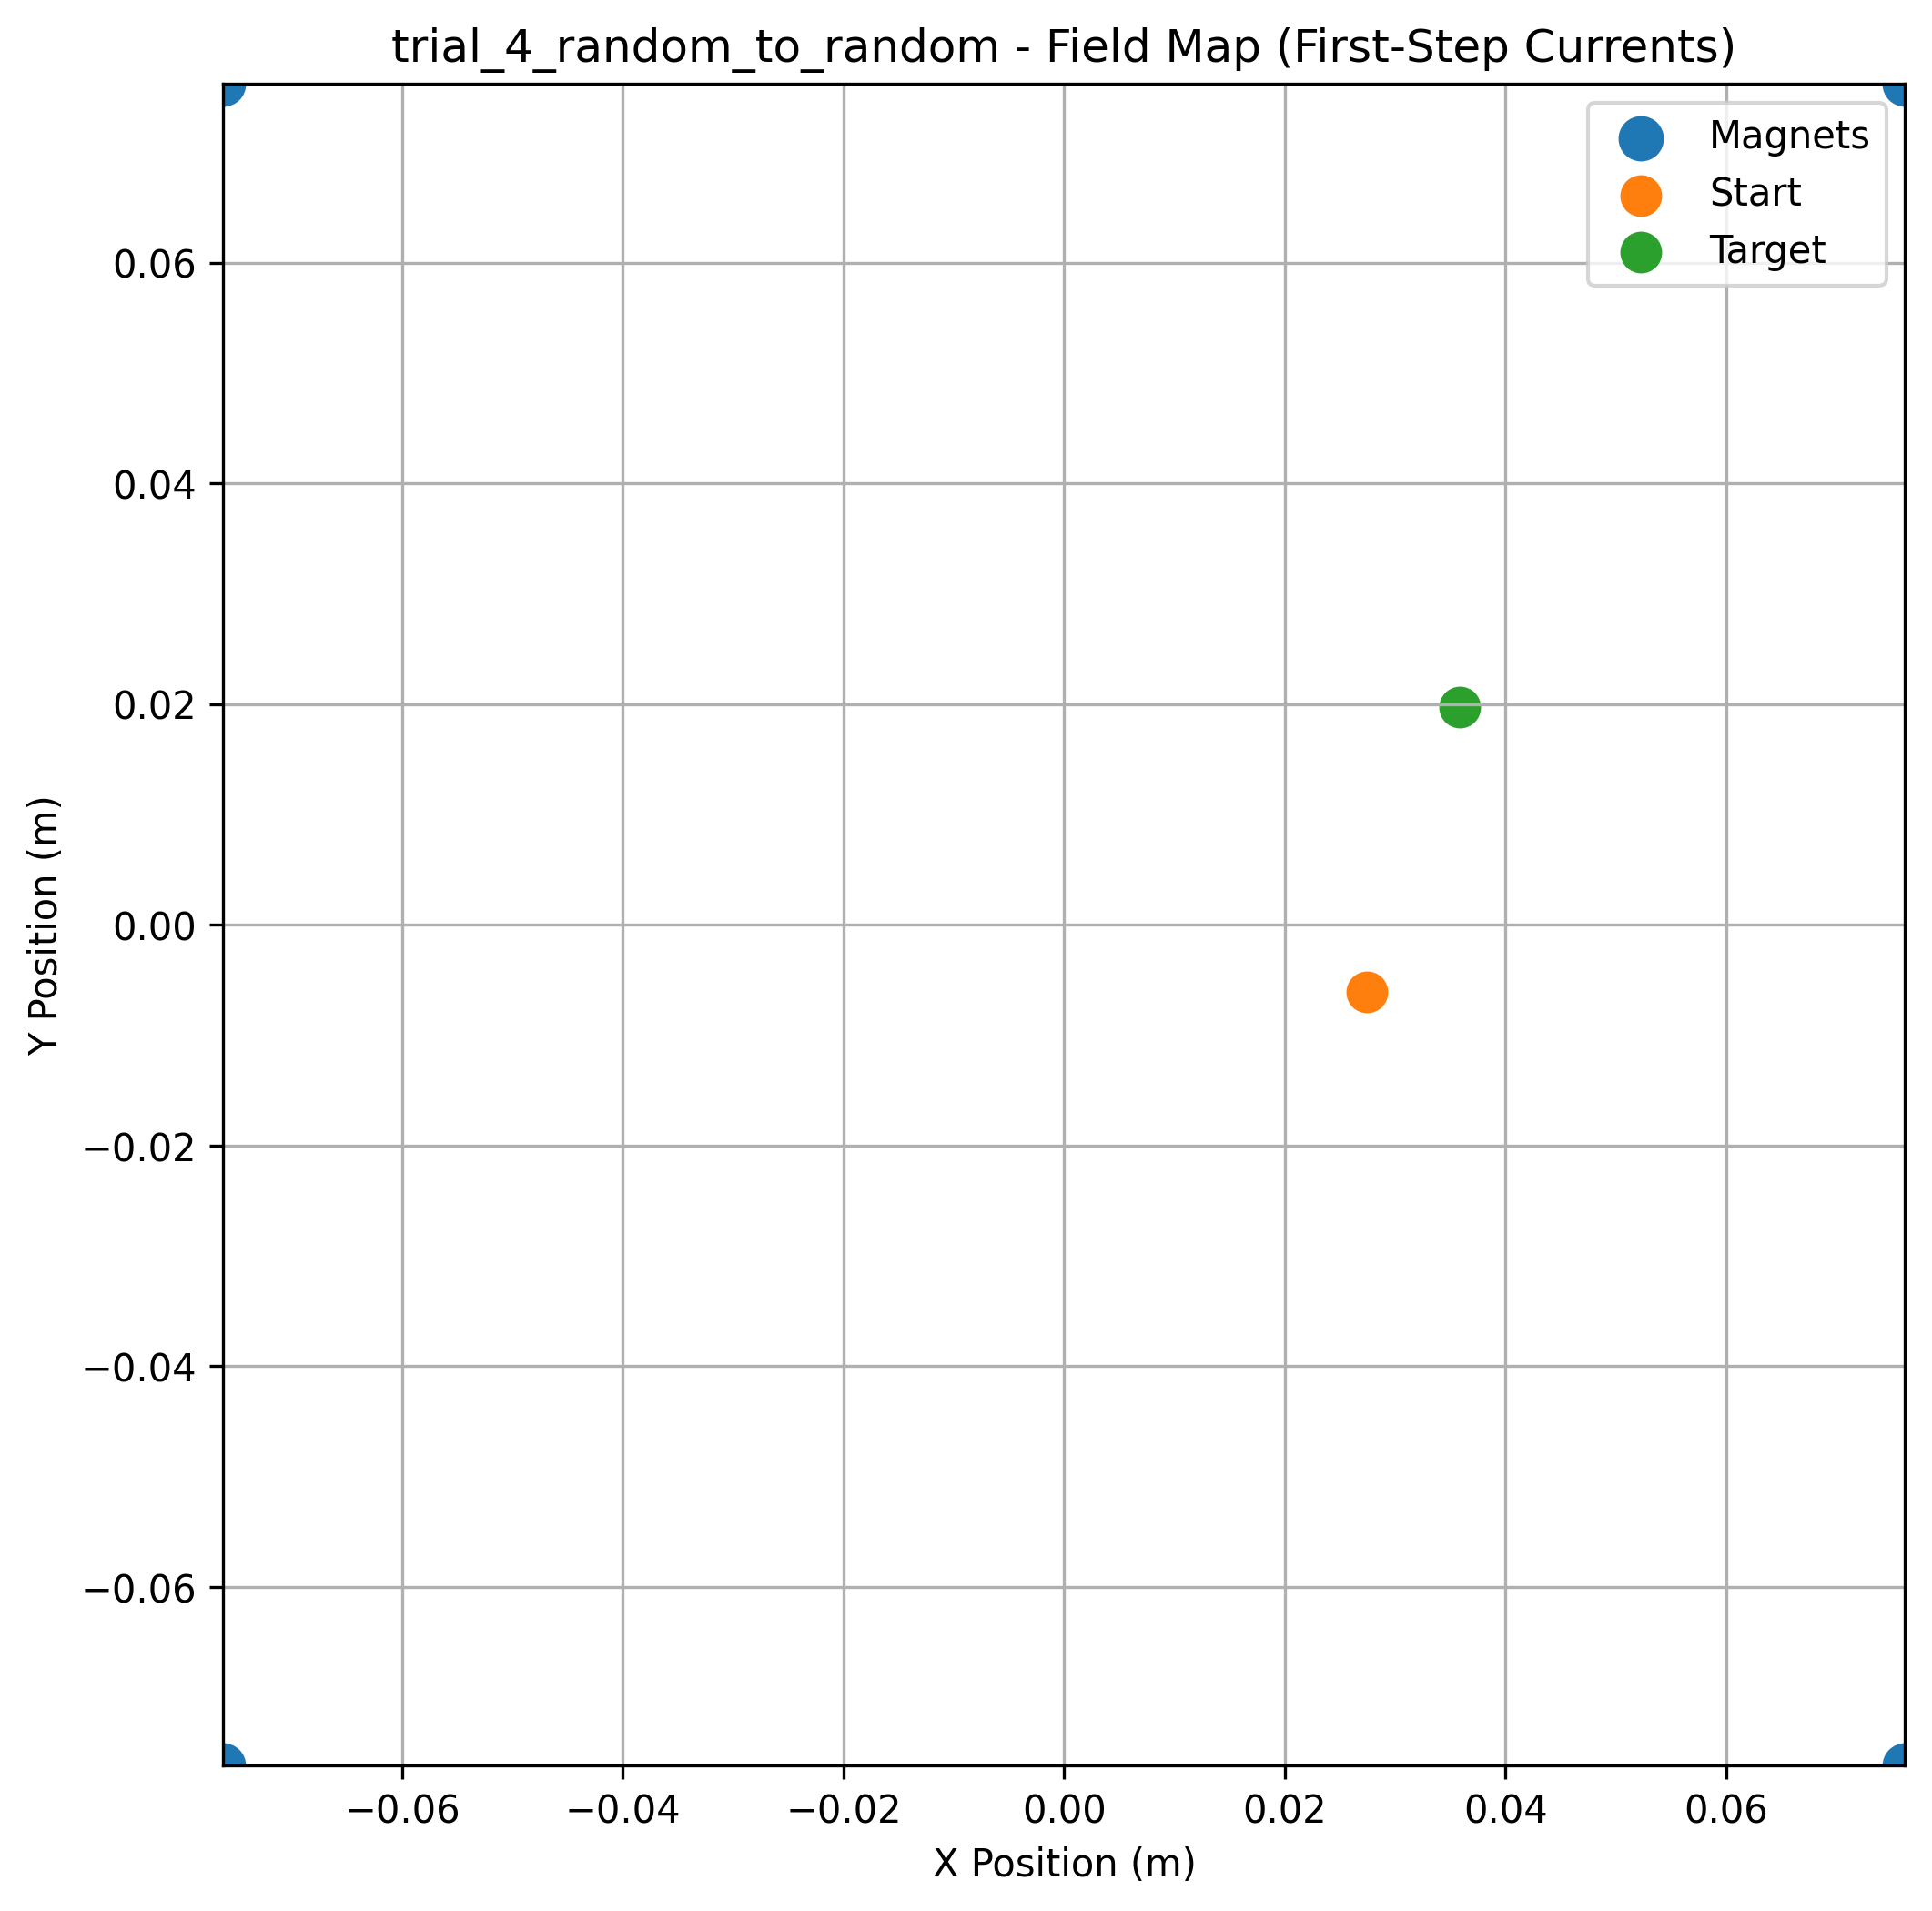 trial_4_random_to_random - Field Map (First-Step Currents)
Magnets
Start
Target
0.06
0.04
0.02
0.00
−0.02
−0.04
−0.06
Y Position (m)
−0.06 −0.04 −0.02 0.00 0.02 0.04 0.06
X Position (m)